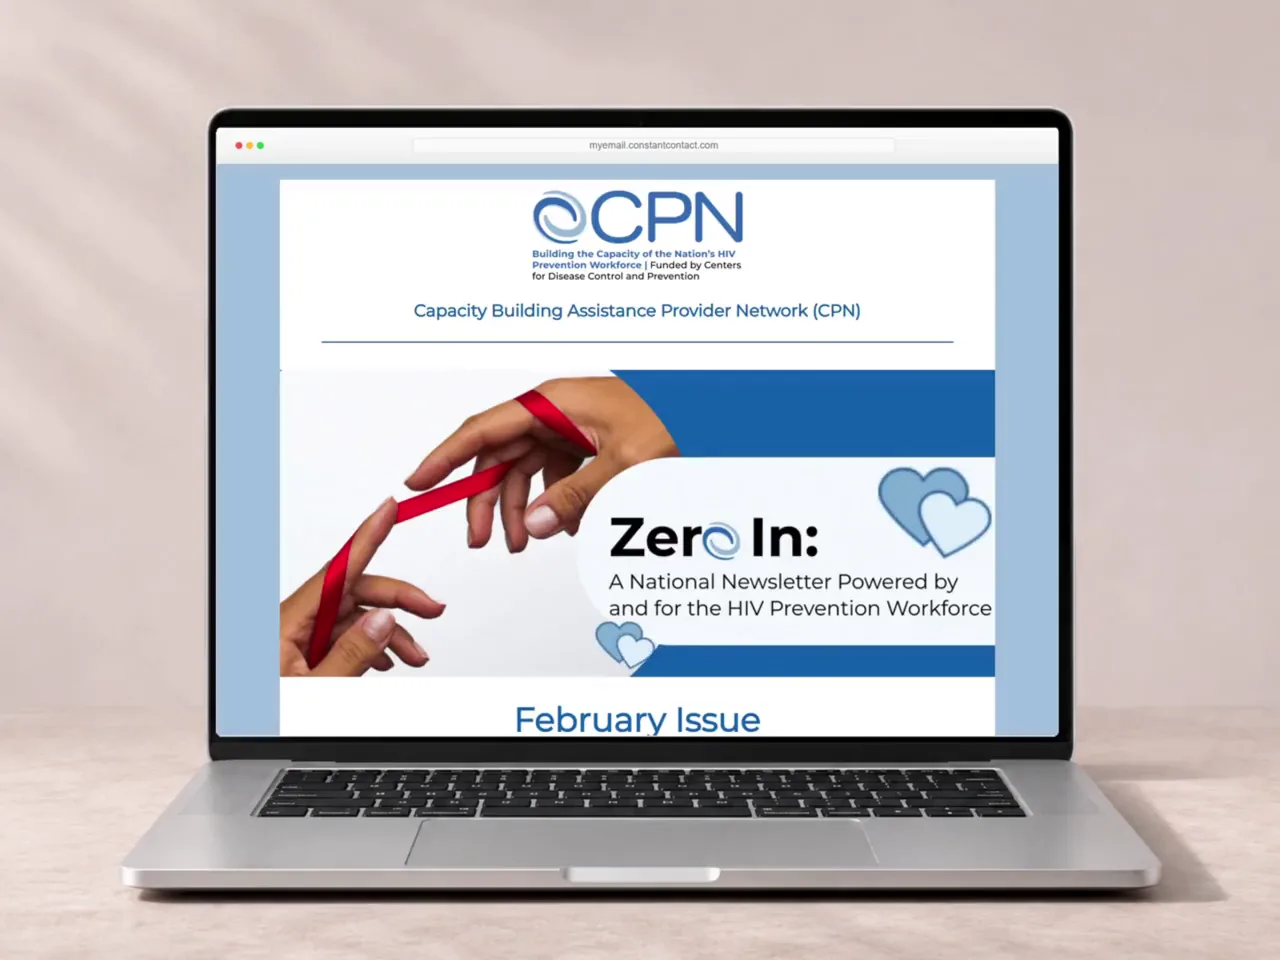 myemail.constantcontact.com
CPN
Building the Capacity of the Nation's HIV
Prevention Workforce | Funded by Centers
for Disease Control and Prevention
Capacity Building Assistance Provider Network (CPN)
Zero In:
A National Newsletter Powered by
and for the HIV Prevention Workforce
February Issue